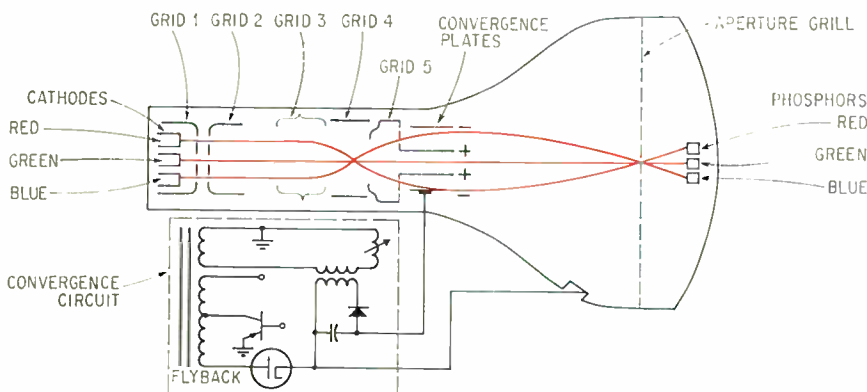 GRID 1
GRID 2
GRID 3
GRID 4
GRID 5
CONVERGENCE
PLATES
APERTURE GRILL
CATHODES
RED
GREEN
BLUE
PHOSPHORS
RED
GREEN
BLUE
+
+
–
–
CONVERGENCE
CIRCUIT
FLYBACK